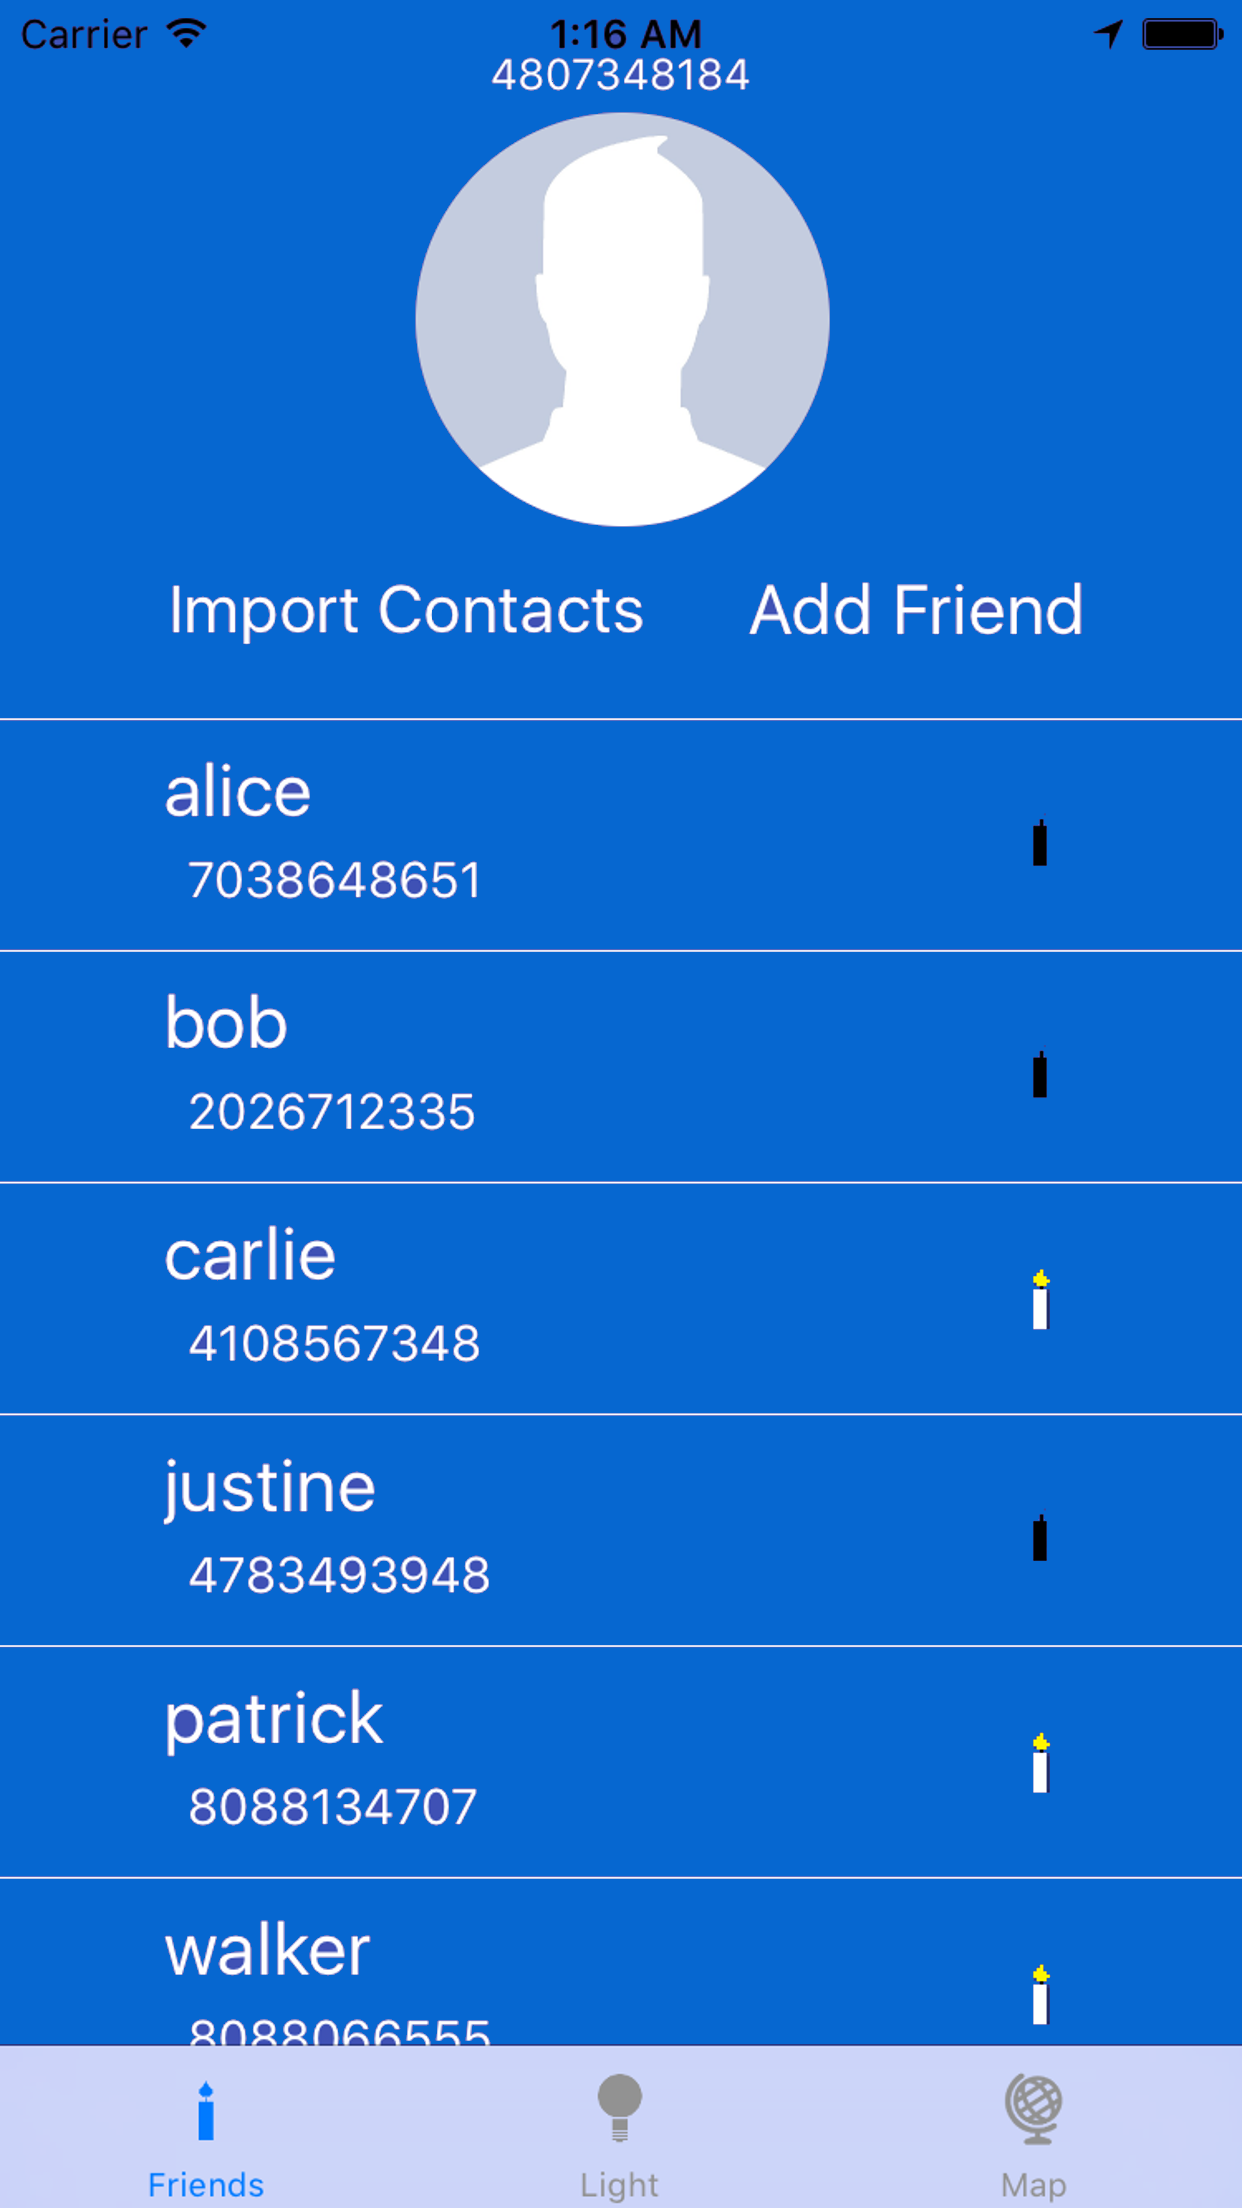 Carrier 1:16 AM
4807348184
Import Contacts Add Friend
alice
7038648651
bob
2026712335
carlie
4108567348
justine
4783493948
patrick
8088134707
walker
8088066555
Friends Light Map